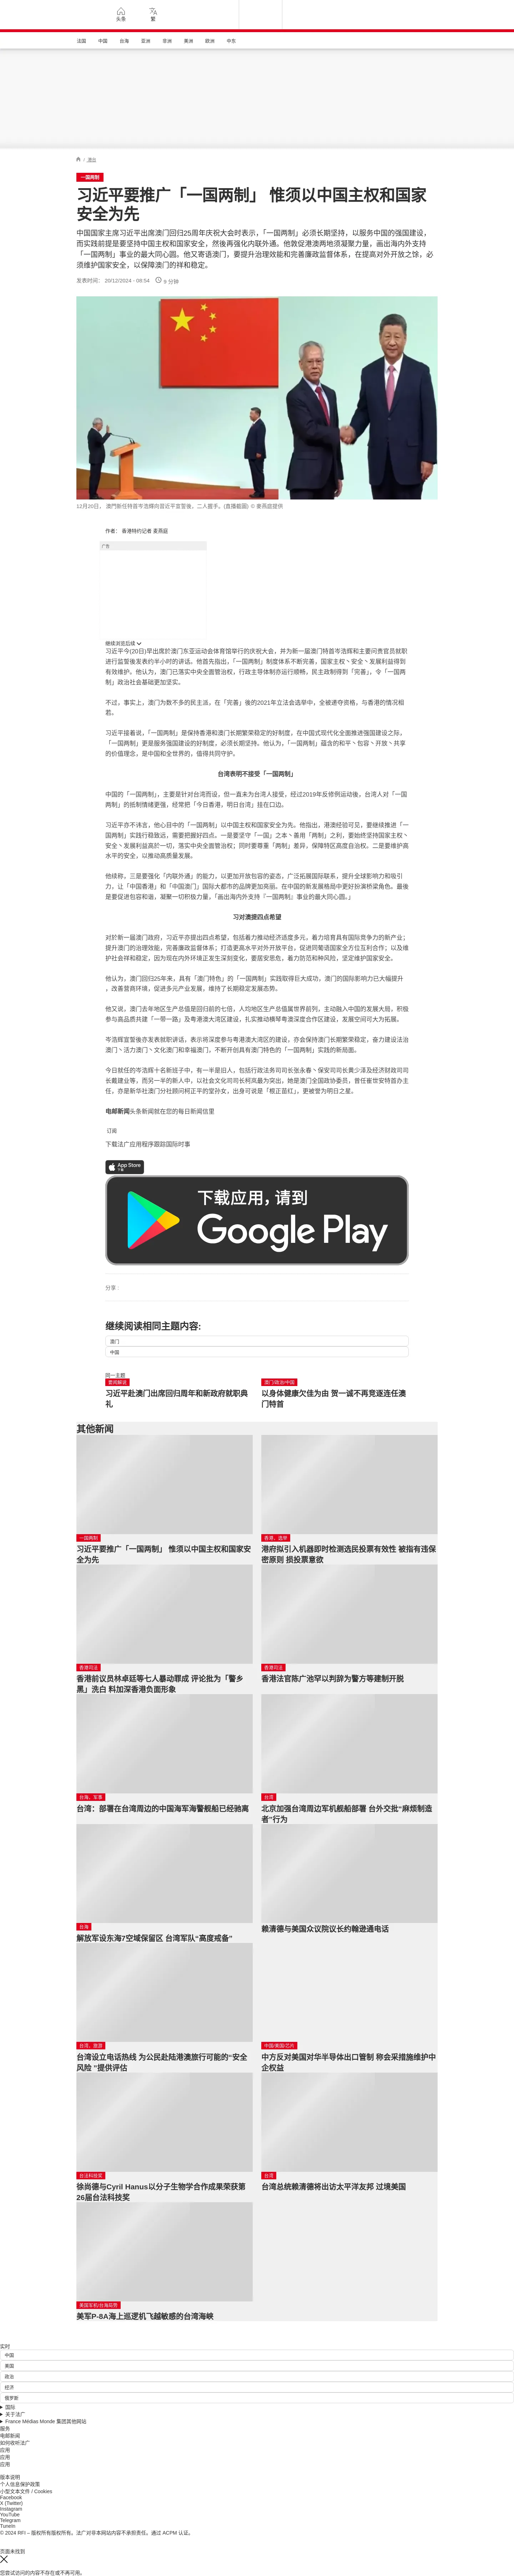 头条
繁
法国
中国
台海
亚洲
非洲
美洲
欧洲
中东
/ 港台
一国两制
习近平要推广「一国两制」 惟须以中国主权和国家
安全为先
中国国家主席习近平出席澳门回归25周年庆祝大会时表示，「一国两制」必须长期坚持，以服务中国的强国建设，
而实践前提是要坚持中国主权和国家安全，然後再强化内联外通。他敦促港澳两地须凝聚力量，画出海内外支持
「一国两制」事业的最大同心圆。他又寄语澳门，要提升治理效能和完善廉政监督体系，在提高对外开放之馀，必
须维护国家安全，以保障澳门的祥和稳定。
发表时间： 20/12/2024 - 08:54
9 分钟
12月20日， 澳門新任特首岑浩輝向習近平宣誓後，二人握手。(直播截圖) © 麥燕庭提供
作者： 香港特约记者 麦燕庭
广告
继续浏览后续
习近平今(20日)早出席於澳门东亚运动会体育馆举行的庆祝大会，并为新一届澳门特首岑浩辉和主要问责官员就职
进行监誓後发表约半小时的讲话。他首先指出，「一国两制」制度体系不断完善，国家主权丶安全丶发展利益得到
有效维护。他认为，澳门已落实中央全面管治权，行政主导体制亦运行顺畅。民主政制得到「完善」，令「一国两
制」政治社会基础更加坚实。
不过，事实上，澳门为数不多的民主派，在「完善」後的2021年立法会选举中，全被递夺资格，与香港的情况相
若。
习近平接着说，「一国两制」是保持香港和澳门长期繁荣稳定的好制度，在中国式现代化全面推进强国建设之际，
「一国两制」更是服务强国建设的好制度，必须长期坚持。他认为，「一国两制」蕴含的和平丶包容丶开放丶共享
的价值理念，是中国和全世界的，值得共同守护。
台湾表明不接受「一国两制」
中国的「一国两制」，主要是针对台湾而设，但一直未为台湾人接受，经过2019年反修例运动後，台湾人对「一国
两制」的抵制情绪更强，经常把「今日香港，明日台湾」挂在口边。
习近平亦不讳言，他心目中的「一国两制」以中国主权和国家安全为先。他指出，港澳经验可见，要继续推进「一
国两制」实践行稳致远，需要把握好四点。一是要坚守「一国」之本丶善用「两制」之利，要始终坚持国家主权丶
安全丶发展利益高於一切，落实中央全面管治权；同时要尊重「两制」差异，保障特区高度自治权。二是要维护高
水平的安全，以推动高质量发展。
他续称，三是要强化「内联外通」的能力，以更加开放包容的姿态，广泛拓展国际联系，提升全球影响力和吸引
力，让「中国香港」和「中国澳门」国际大都市的品牌更加亮丽。在中国的新发展格局中更好扮演桥梁角色。最後
是要促进包容和谐，凝聚一切积极力量，「画出海内外支持『一国两制』事业的最大同心圆。」
习对澳提四点希望
对於新一届澳门政府，习近平亦提出四点希望，包括着力推动经济适度多元，着力培育具有国际竞争力的新产业；
提升澳门的治理效能，完善廉政监督体系；打造更高水平对外开放平台，促进同葡语国家全方位互利合作；以及维
护社会祥和稳定，因为现在内外环境正发生深刻变化，要居安思危，着力防范和种风险，坚定维护国家安全。
他认为，澳门回归25年来，具有「澳门特色」的「一国两制」实践取得巨大成功，澳门的国际影响力已大幅提升
，改善营商环境，促进多元产业发展，维持了长期稳定发展态势。
他又说，澳门去年地区生产总值是回归前的七倍，人均地区生产总值属世界前列，主动融入中国的发展大局，积极
参与高品质共建「一带一路」及粤港澳大湾区建设，扎实推动横琴粤澳深度合作区建设，发展空间可大为拓展。
岑浩辉宣誓後亦发表就职讲话，表示将深度参与粤港澳大湾区的建设，亦会保持澳门长期繁荣稳定，奋力建设法治
澳门丶活力澳门丶文化澳门和幸福澳门，不断开创具有澳门特色的「一国两制」实践的新局面。
今日就任的岑浩辉十名新班子中，有一半是旧人，包括行政法务司司长张永春丶保安司司长黄少泽及经济财政司司
长戴建业等，而另一半的新人中，以社会文化司司长柯岚最为突出，她是澳门全国政协委员，曾任崔世安特首办主
任，亦是新华社澳门分社顾问柯正平的堂孙女，出身可说是「根正苗红」，更被誉为明日之星。
电邮新闻头条新闻就在您的每日新闻信里
订阅
下载法广应用程序跟踪国际时事
App Store
下载
下载应用，请到
Google Play
分享 :
继续阅读相同主题内容:
澳门
中国
同一主题
要闻解说
习近平赴澳门出席回归周年和新政府就职典
礼
澳门/政治/中国
以身体健康欠佳为由 贺一诚不再竞逐连任澳
门特首
其他新闻
一国两制
习近平要推广「一国两制」 惟须以中国主权和国家安
全为先
香港、选举
港府拟引入机器即时检测选民投票有效性 被指有违保
密原则 损投票意欲
香港司法
香港前议员林卓廷等七人暴动罪成 评论批为「警乡
黑」洗白 料加深香港负面形象
香港司法
香港法官陈广池罕以判辞为警方等建制开脱
台海、军事
台湾：部署在台湾周边的中国海军海警舰船已经驰离
台湾
北京加强台湾周边军机舰船部署 台外交批“麻烦制造
者”行为
台海
解放军设东海7空域保留区 台湾军队“高度戒备”
赖清德与美国众议院议长约翰逊通电话
台湾、旅游
台湾设立电话热线 为公民赴陆港澳旅行可能的“安全
风险 ”提供评估
中国/美国/芯片
中方反对美国对华半导体出口管制 称会采措施维护中
企权益
台法科技奖
徐尚德与Cyril Hanus以分子生物学合作成果荣获第
26届台法科技奖
台湾
台湾总统赖清德将出访太平洋友邦 过境美国
美国军机/台海局势
美军P-8A海上巡逻机飞越敏感的台湾海峡
实时
中国
美国
政治
经济
俄罗斯
国际
关于法广
France Médias Monde 集团其他网站
服务
电邮新闻
如何收听法广
应用
应用
应用
版本说明
个人信息保护政策
小型文本文件 / Cookies
Facebook
X (Twitter)
Instagram
YouTube
Telegram
TuneIn
© 2024 RFI – 版权所有版权所有。法广对非本网站内容不承担责任。通过 ACPM 认证。
页面未找到
您尝试访问的内容不存在或不再可用。